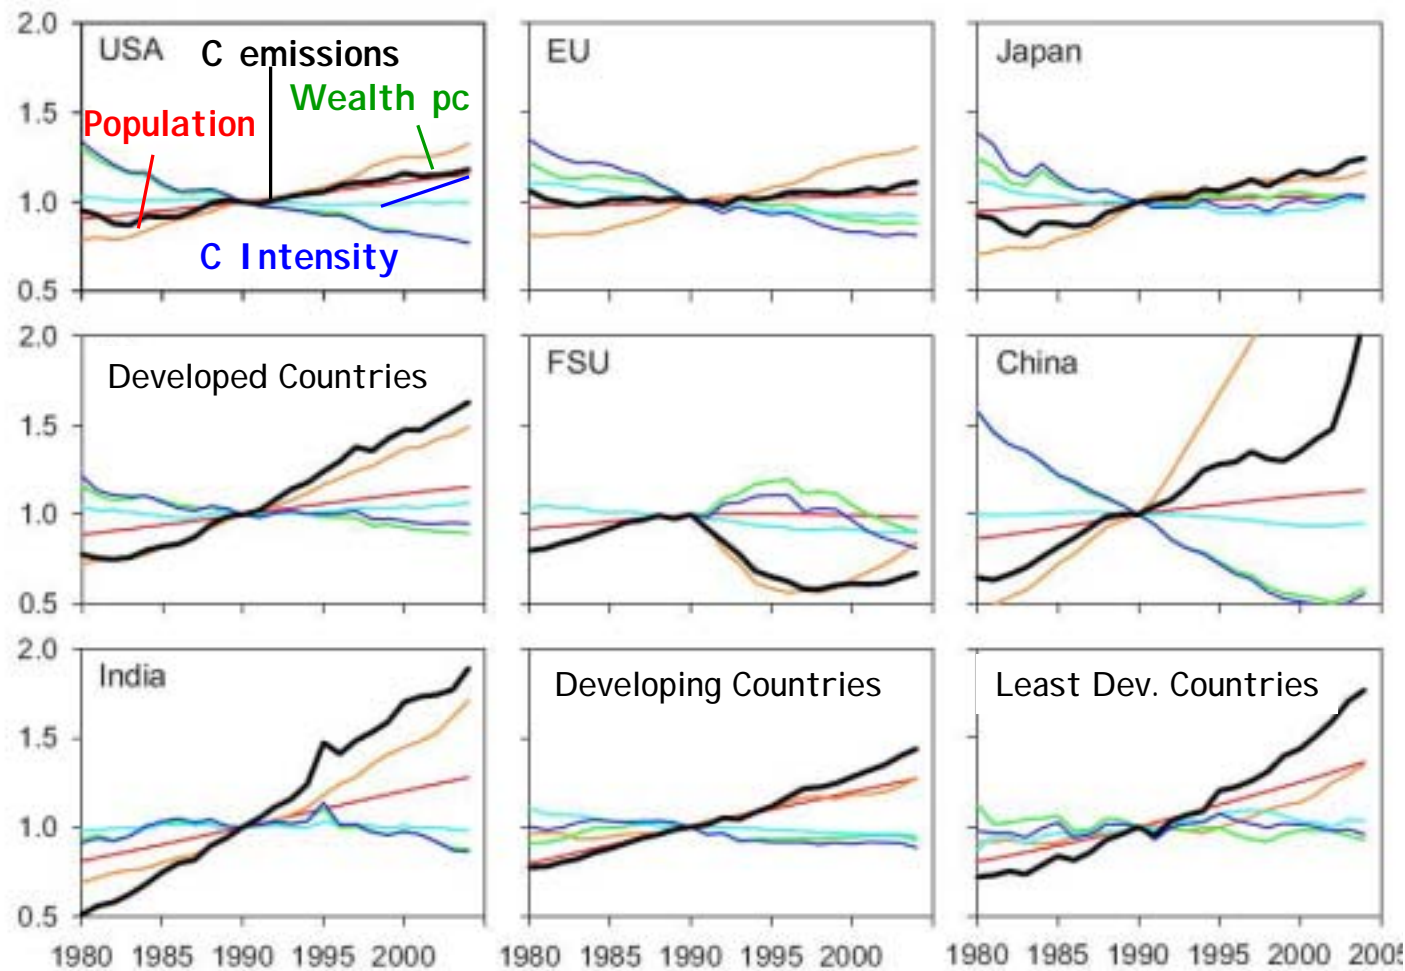 2.0
1.5
1.0
0.5
USA
C emissions
Wealth pc
Population
C Intensity
EU
Japan
2.0
1.5
1.0
0.5
Developed Countries
FSU
China
2.0
1.5
1.0
0.5
India
Developing Countries
Least Dev. Countries
1980 1985 1990 1995 2000
1980 1985 1990 1995 2000
1980 1985 1990 1995 2000 2005